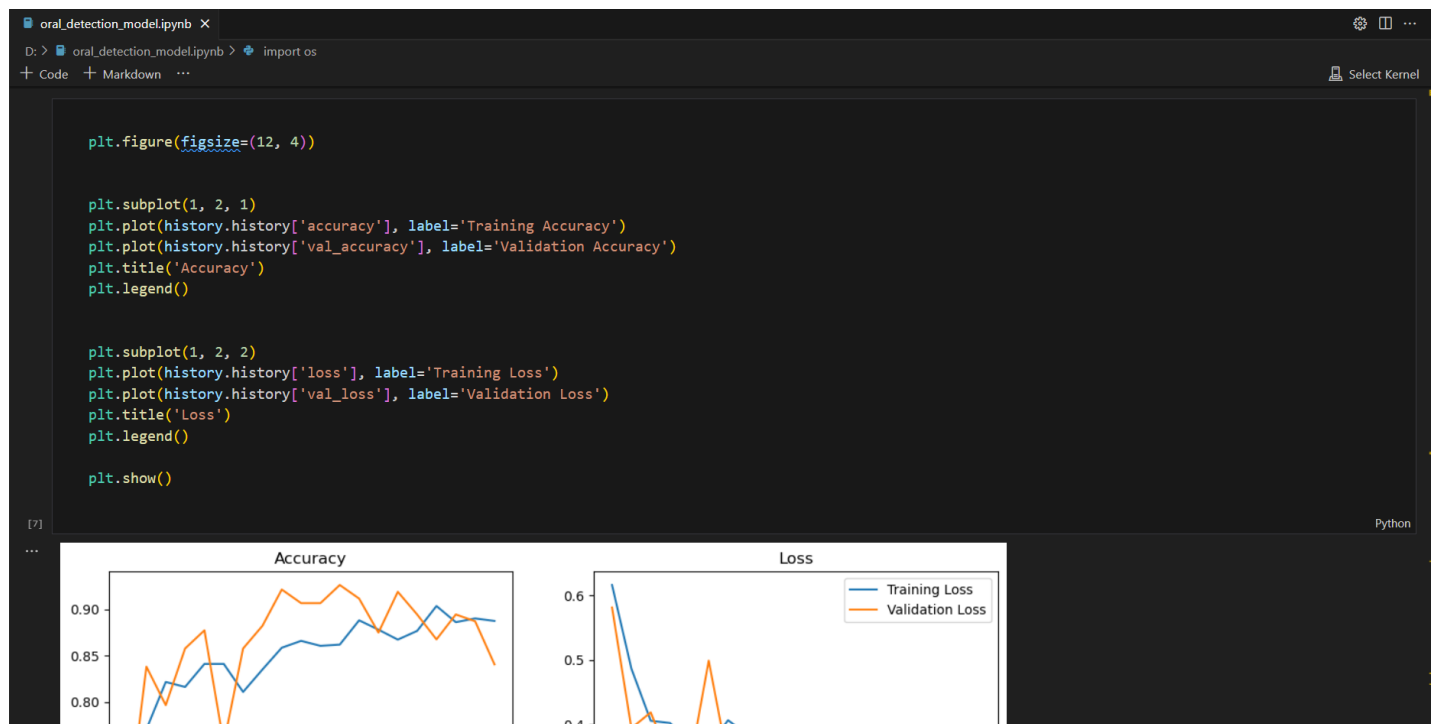 oral_detection_model.ipynb
D: > oral_detection_model.ipynb > import os
+ Code + Markdown ...
Select Kernel
plt.figure(figsize=(12, 4))
plt.subplot(1, 2, 1)
plt.plot(history.history['accuracy'], label='Training Accuracy')
plt.plot(history.history['val_accuracy'], label='Validation Accuracy')
plt.title('Accuracy')
plt.legend()
plt.subplot(1, 2, 2)
plt.plot(history.history['loss'], label='Training Loss')
plt.plot(history.history['val_loss'], label='Validation Loss')
plt.title('Loss')
plt.legend()
plt.show()
[7]
Python
Accuracy
0.90
0.85
0.80
Loss
0.6
0.5
Training Loss
Validation Loss